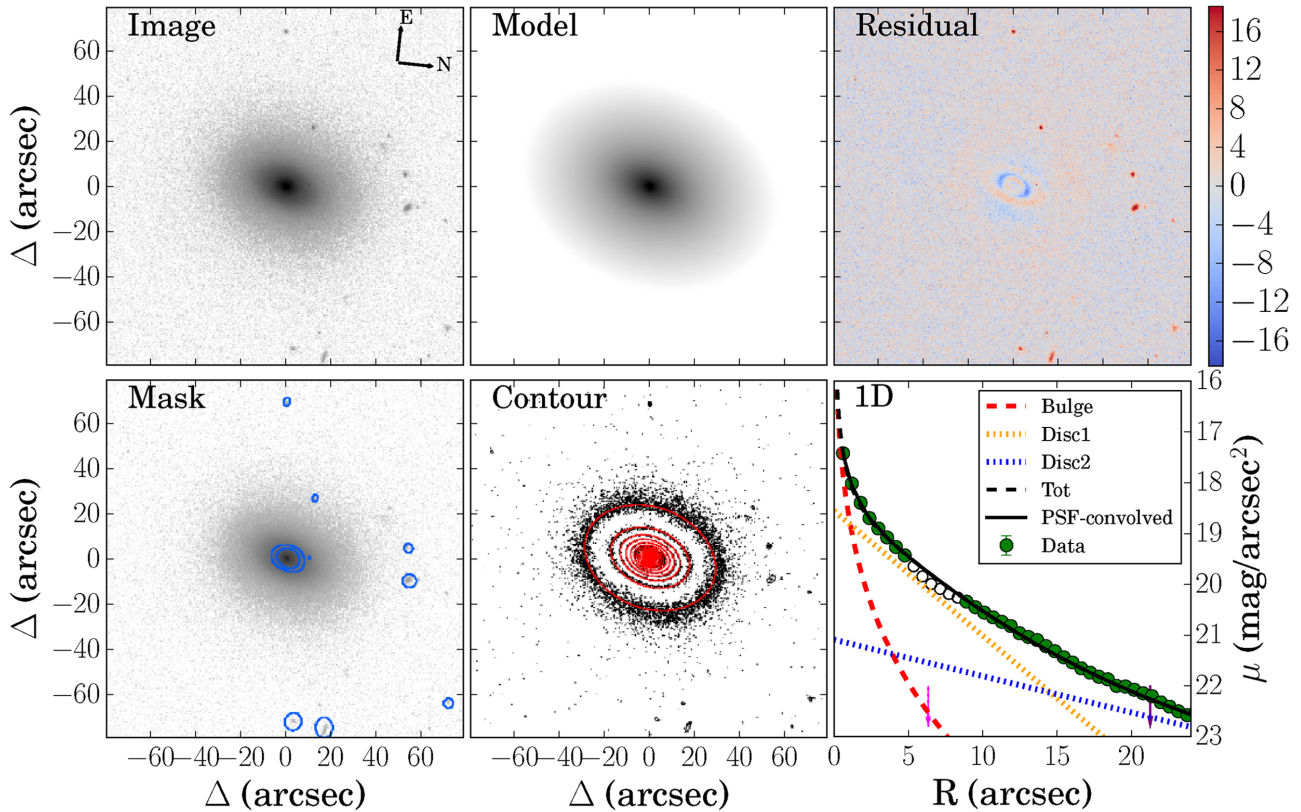 Image
E
N
Model
Residual
60
40
20
0
−20
−40
−60
Δ (arcsec)
16
12
8
4
0
−4
−8
−12
−16
Mask
Contour
1D
60
40
20
0
−20
−40
−60
Δ (arcsec)
Bulge
Disc1
Disc2
Tot
PSF-convolved
Data
16
17
18
19
20
21
22
23
μ (mag/arcsec²)
−60−40−20 0 20 40 60
−60−40−20 0 20 40 60
0 5 10 15 20
Δ (arcsec)
Δ (arcsec)
R (arcsec)